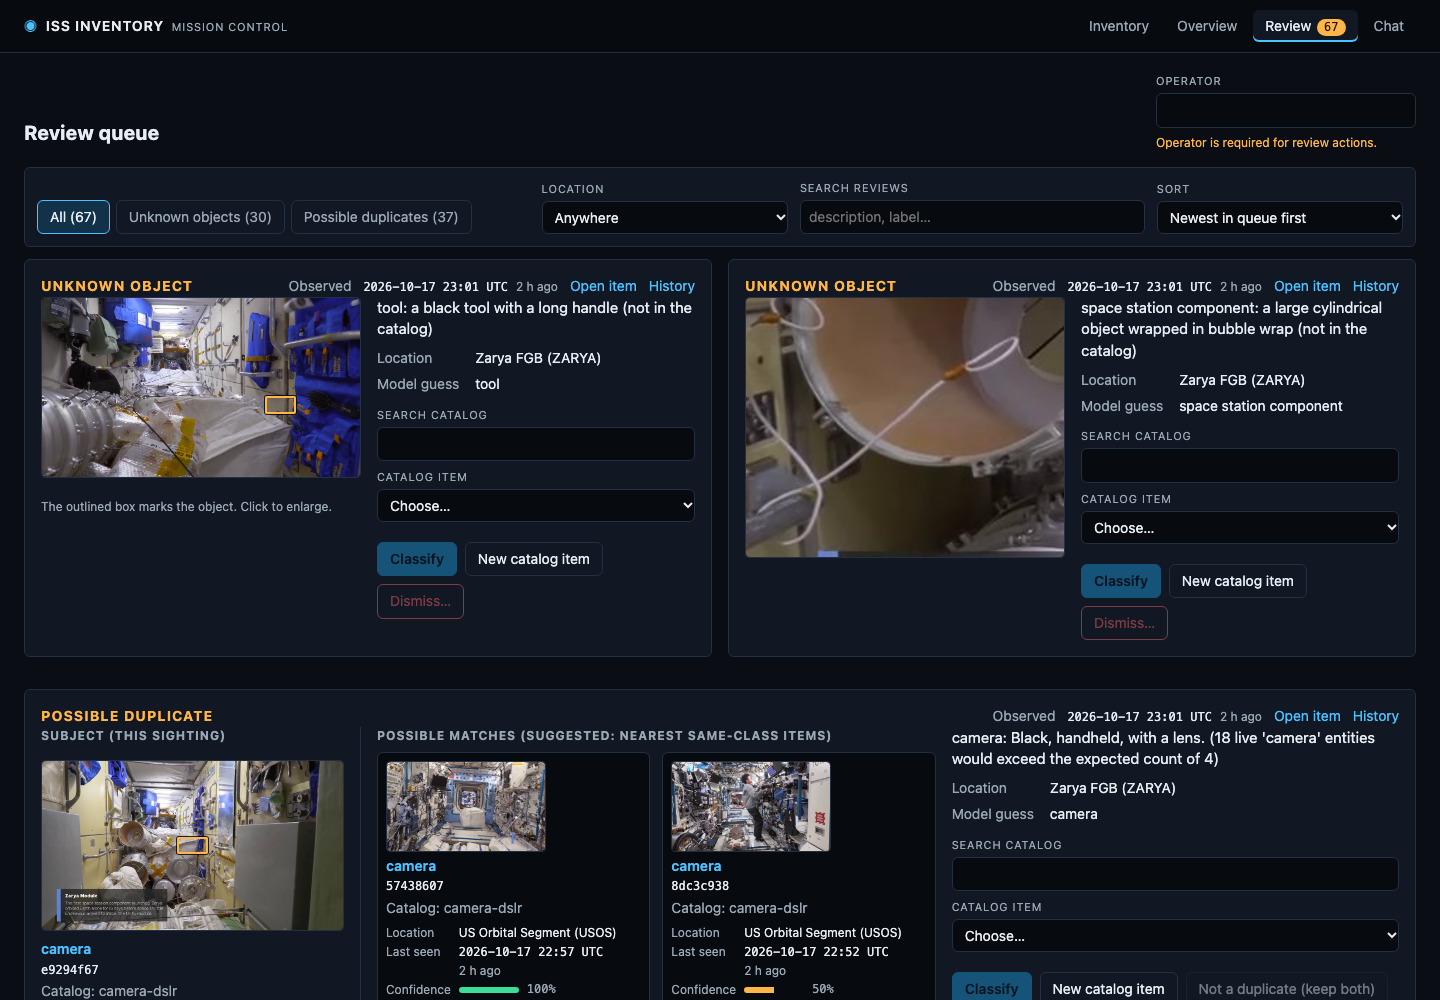 ISS INVENTORY MISSION CONTROL
Inventory Overview Review 67 Chat
OPERATOR
Review queue
Operator is required for review actions.
All (67) Unknown objects (30) Possible duplicates (37)
LOCATION
Anywhere
SEARCH REVIEWS
description, label...
SORT
Newest in queue first
UNKNOWN OBJECT Observed 2026-10-17 23:01 UTC 2 h ago Open item History
tool: a black tool with a long handle (not in the
catalog)
Location Zarya FGB (ZARYA)
Model guess tool
SEARCH CATALOG
CATALOG ITEM
Choose...
The outlined box marks the object. Click to enlarge.
Classify New catalog item
Dismiss...
UNKNOWN OBJECT Observed 2026-10-17 23:01 UTC 2 h ago Open item History
space station component: a large cylindrical
object wrapped in bubble wrap (not in the
catalog)
Location Zarya FGB (ZARYA)
Model guess space station component
SEARCH CATALOG
CATALOG ITEM
Choose...
Classify New catalog item
Dismiss...
POSSIBLE DUPLICATE Observed 2026-10-17 23:01 UTC 2 h ago Open item History
SUBJECT (THIS SIGHTING)
Zarya Module
camera
e9294f67
Catalog: camera-dslr
POSSIBLE MATCHES (SUGGESTED: NEAREST SAME-CLASS ITEMS)
camera
57438607
Catalog: camera-dslr
Location US Orbital Segment (USOS)
Last seen 2026-10-17 22:57 UTC
2 h ago
Confidence 100%
camera
8dc3c938
Catalog: camera-dslr
Location US Orbital Segment (USOS)
Last seen 2026-10-17 22:52 UTC
2 h ago
Confidence 50%
camera: Black, handheld, with a lens. (18 live 'camera' entities
would exceed the expected count of 4)
Location Zarya FGB (ZARYA)
Model guess camera
SEARCH CATALOG
CATALOG ITEM
Choose...
Classify New catalog item Not a duplicate (keep both)